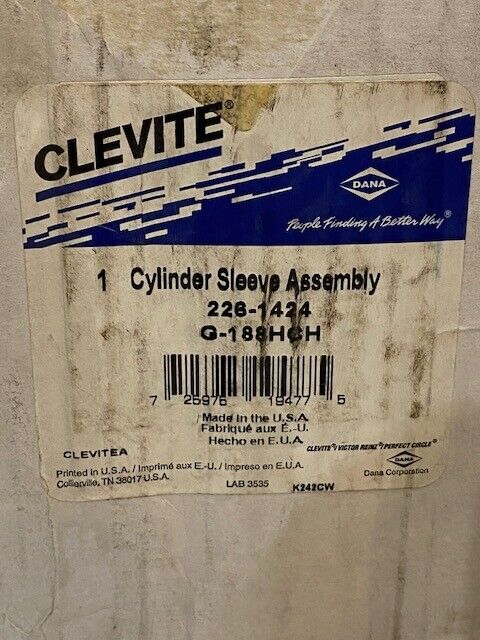 CLEVITE®
DANA
People Finding A Better Way®
1 Cylinder Sleeve Assembly
226-1424
G-188HCH
7 25975 19477 5
Made in the U.S.A.
Fabriqué aux É.-U.
Hecho en E.U.A.
CLEVITEA
CLEVITE®/VICTOR REINZ®/PERFECT CIRCLE®
Printed in U.S.A. / Imprimé aux E.-U. / Impreso en E.U.A.
DANA
Collierville, TN 38017 U.S.A.
Dana Corporation
LAB 3535
K242CW